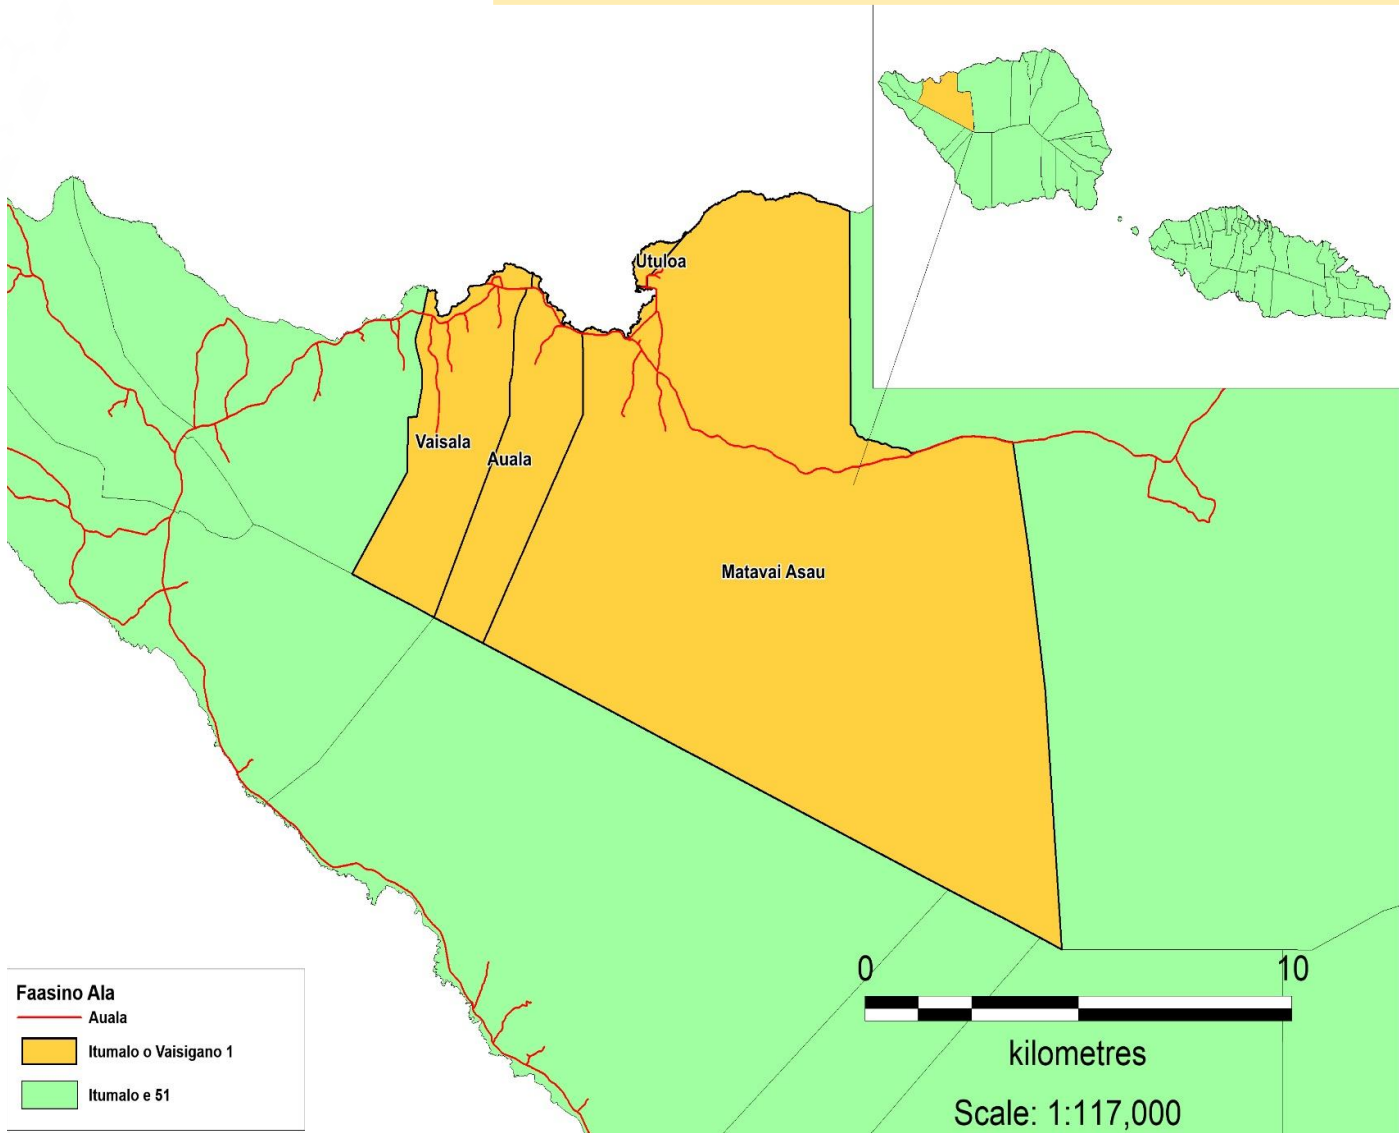 Utuloa
Vaisala
Auala
Matavai Asau
Faasino Ala
Auala
Itumalo o Vaisigano 1
Itumalo e 51
0 10
kilometres
Scale: 1:117,000